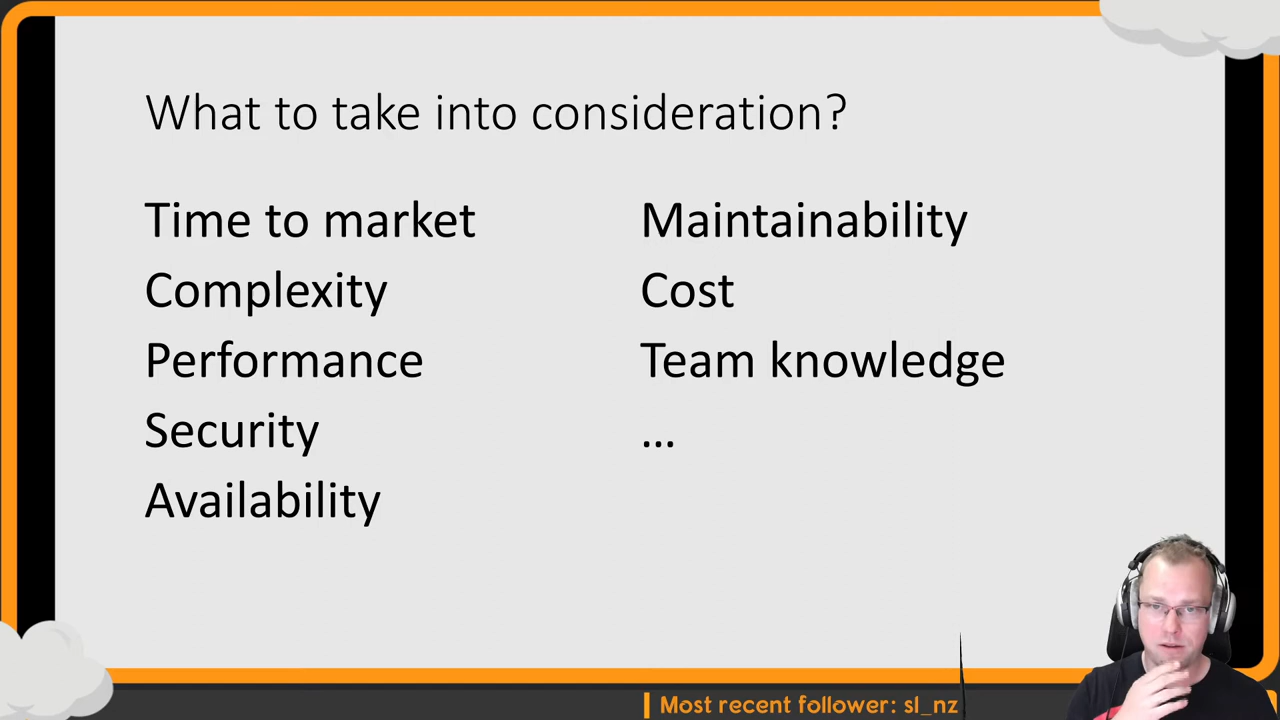 What to take into consideration?
Time to market
Complexity
Performance
Security
Availability
Maintainability
Cost
Team knowledge
...
Most recent follower: sl_nz